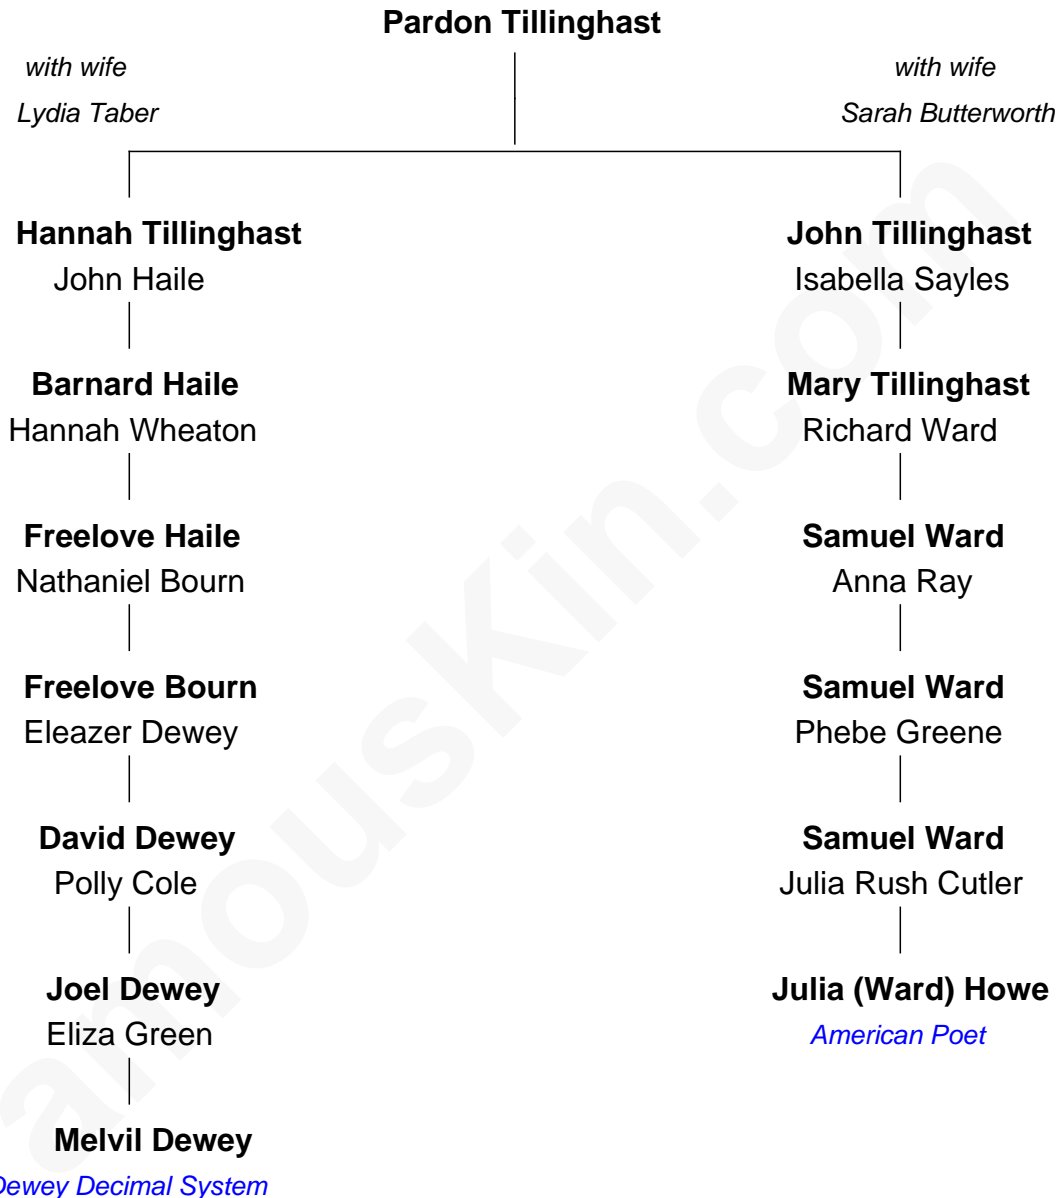 Pardon Tillinghast
with wife
Lydia Taber
with wife
Sarah Butterworth
Hannah Tillinghast
John Haile
John Tillinghast
Isabella Sayles
Barnard Haile
Hannah Wheaton
Mary Tillinghast
Richard Ward
Freelove Haile
Nathaniel Bourn
Samuel Ward
Anna Ray
Freelove Bourn
Eleazer Dewey
Samuel Ward
Phebe Greene
David Dewey
Polly Cole
Samuel Ward
Julia Rush Cutler
Joel Dewey
Eliza Green
Julia (Ward) Howe
American Poet
Melvil Dewey
Dewey Decimal System
amouskin.com